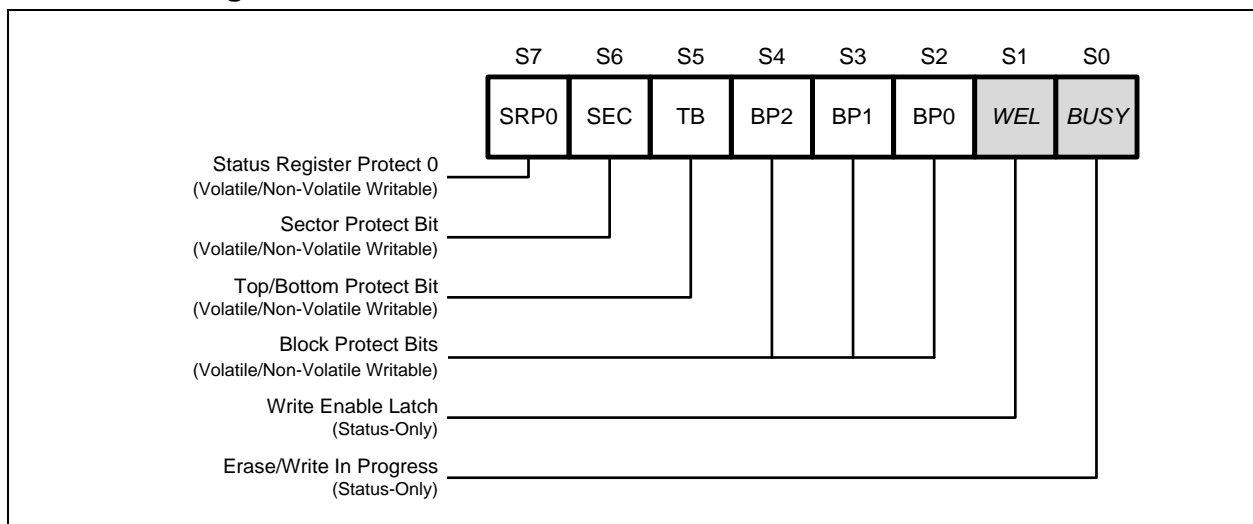 S7 S6 S5 S4 S3 S2 S1 S0
SRP0 SEC TB BP2 BP1 BP0 WEL BUSY
Status Register Protect 0
(Volatile/Non-Volatile Writable)
Sector Protect Bit
(Volatile/Non-Volatile Writable)
Top/Bottom Protect Bit
(Volatile/Non-Volatile Writable)
Block Protect Bits
(Volatile/Non-Volatile Writable)
Write Enable Latch
(Status-Only)
Erase/Write In Progress
(Status-Only)